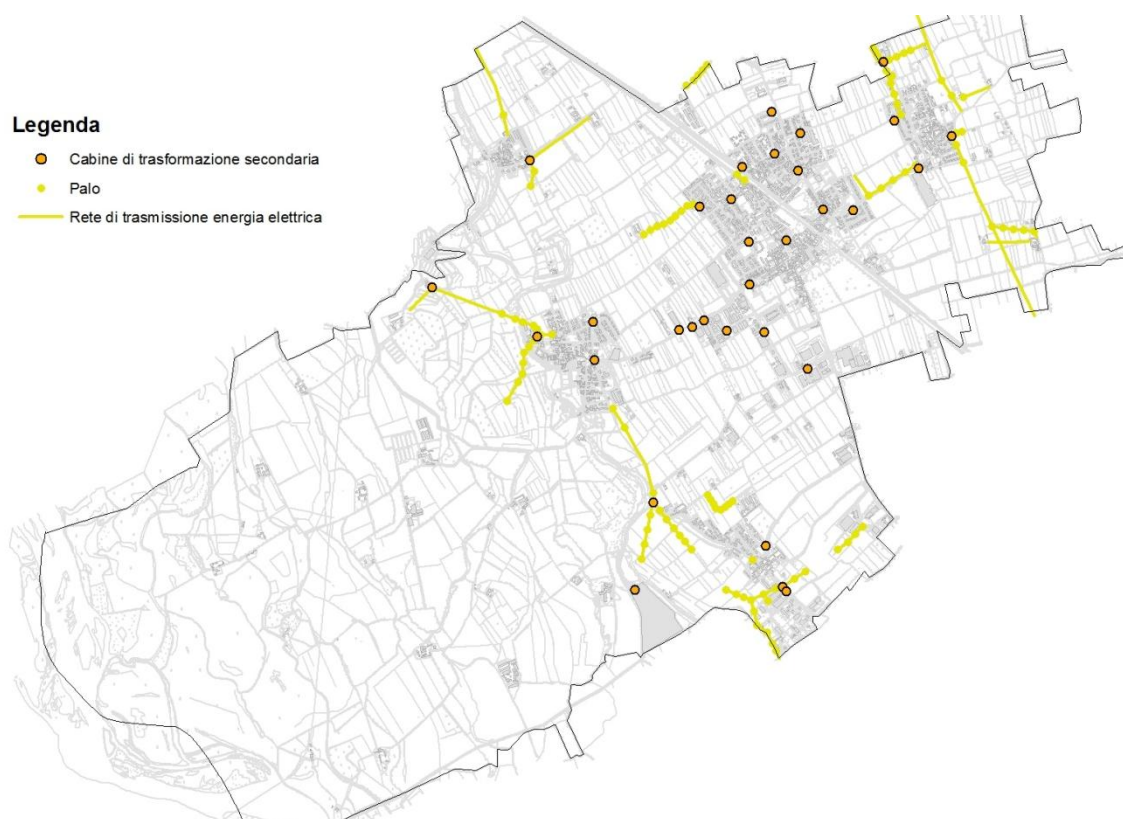 Legenda
Cabine di trasformazione secondaria
Palo
Rete di trasmissione energia elettrica